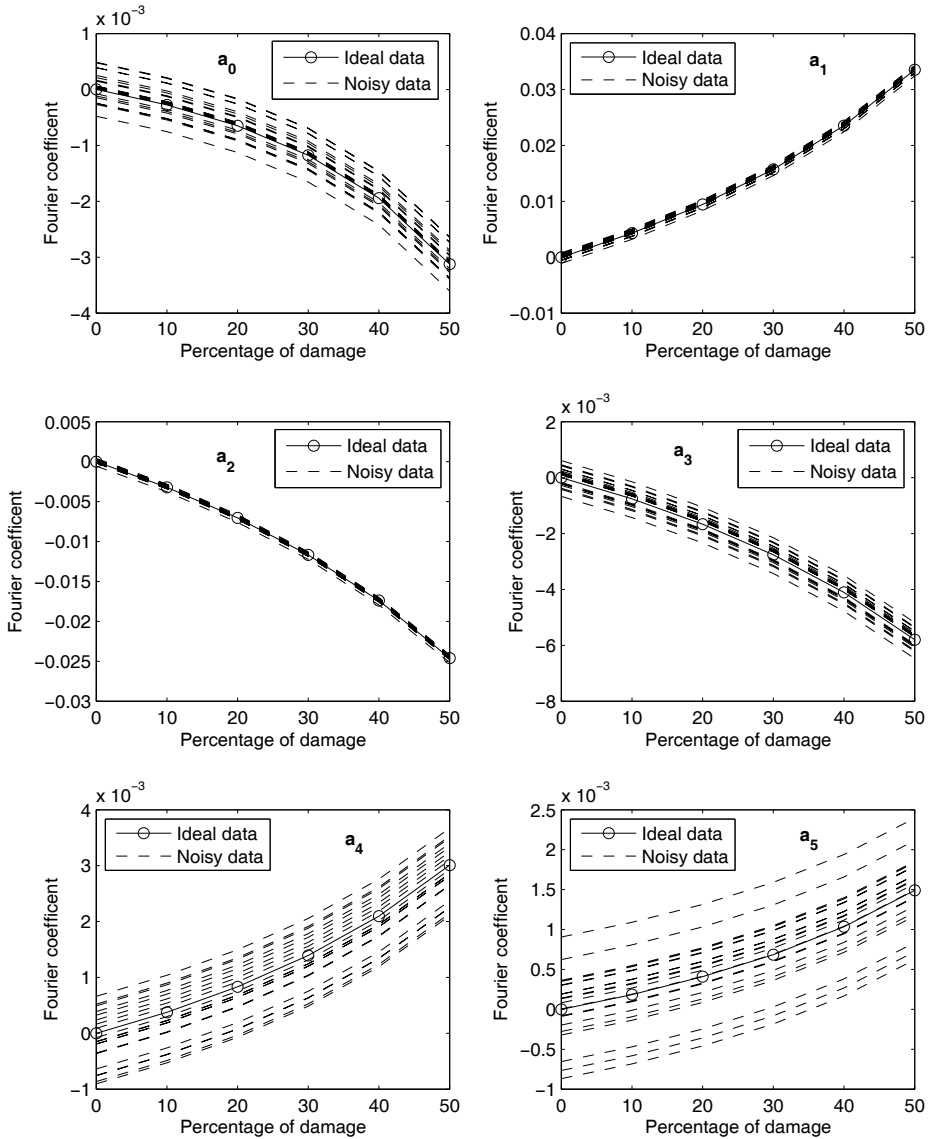 x 10⁻³
1
0
−1
−2
−3
−4
0 10 20 30 40 50
Percentage of damage
Fourier coefficent
a₀
Ideal data
Noisy data
0.04
0.03
0.02
0.01
0
−0.01
0 10 20 30 40 50
Percentage of damage
Fourier coefficent
a₁
Ideal data
Noisy data
0.005
0
−0.005
−0.01
−0.015
−0.02
−0.025
−0.03
0 10 20 30 40 50
Percentage of damage
Fourier coefficent
a₂
Ideal data
Noisy data
x 10⁻³
2
0
−2
−4
−6
−8
0 10 20 30 40 50
Percentage of damage
Fourier coefficent
a₃
Ideal data
Noisy data
x 10⁻³
4
3
2
1
0
−1
0 10 20 30 40 50
Percentage of damage
Fourier coefficent
a₄
Ideal data
Noisy data
x 10⁻³
2.5
2
1.5
1
0.5
0
−0.5
−1
0 10 20 30 40 50
Percentage of damage
Fourier coefficent
a₅
Ideal data
Noisy data